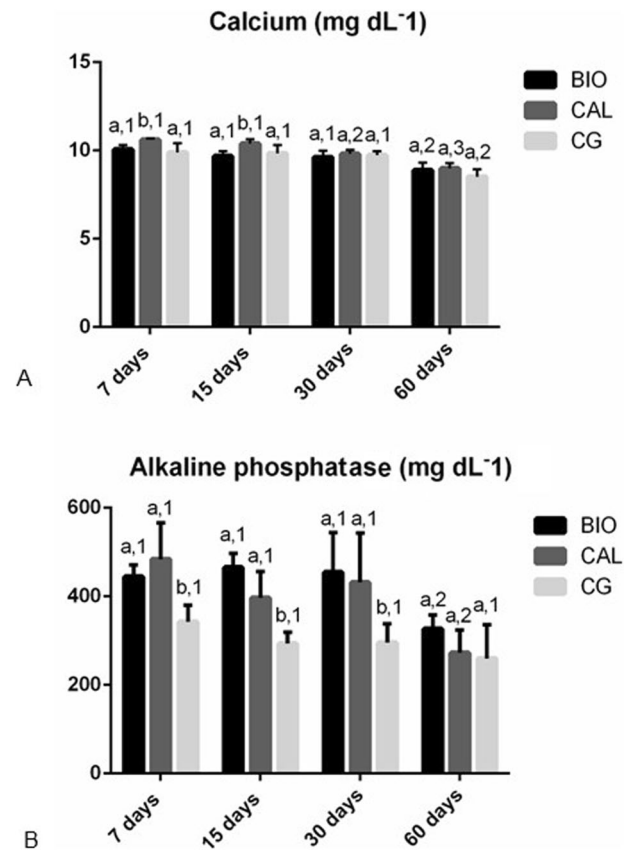 Calcium (mg dL-1)
15
10
5
0
a,1 b,1 a,1
a,1 b,1 a,1
a,1 a,2 a,1
a,2 a,3 a,2
BIO
CAL
CG
7 days
15 days
30 days
60 days
A
Alkaline phosphatase (mg dL-1)
600
400
200
0
a,1 a,1 b,1
a,1 a,1 b,1
a,1 a,1 b,1
a,2 a,2 a,1
BIO
CAL
CG
7 days
15 days
30 days
60 days
B